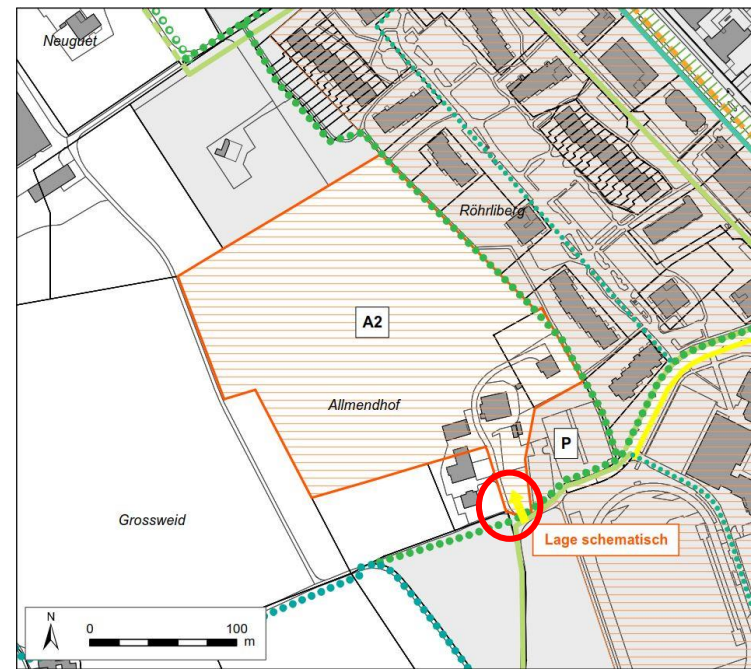 Neuguet
Röhrliberg
A2
Allmendhof
P
Grossweid
Lage schematisch
N
0 100
m